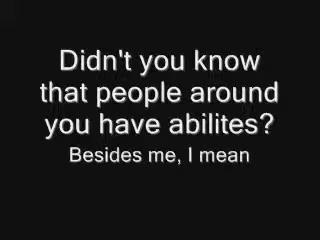 Didn't you know
that people around
you have abilites?
Besides me, I mean